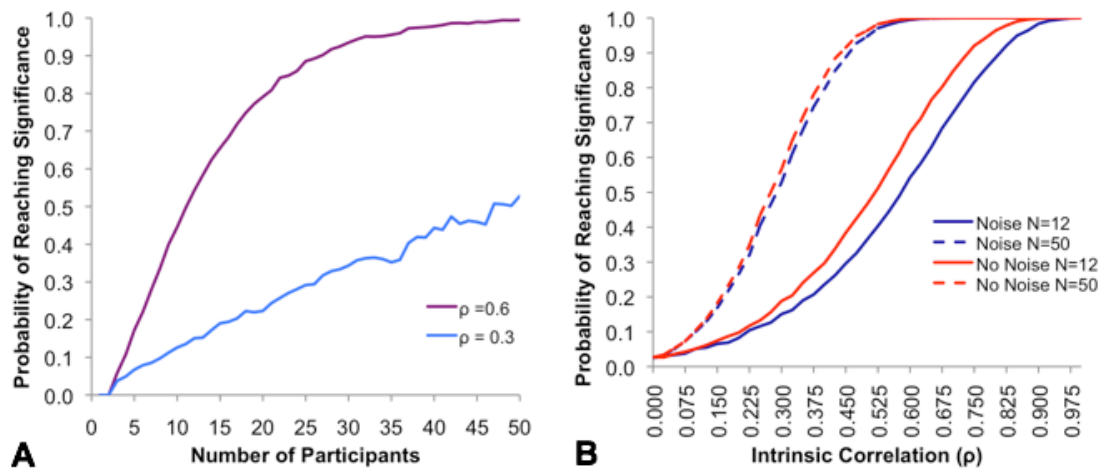 1.0
0.9
0.8
0.7
0.6
0.5
0.4
0.3
0.2
0.1
0.0
Probability of Reaching Significance
0 5 10 15 20 25 30 35 40 45 50
Number of Participants
ρ =0.6
ρ = 0.3
A
1.0
0.9
0.8
0.7
0.6
0.5
0.4
0.3
0.2
0.1
0.0
Probability of Reaching Significance
Noise N=12
Noise N=50
No Noise N=12
No Noise N=50
0.000 0.075 0.150 0.225 0.300 0.375 0.450 0.525 0.600 0.675 0.750 0.825 0.900 0.975
Intrinsic Correlation (ρ)
B